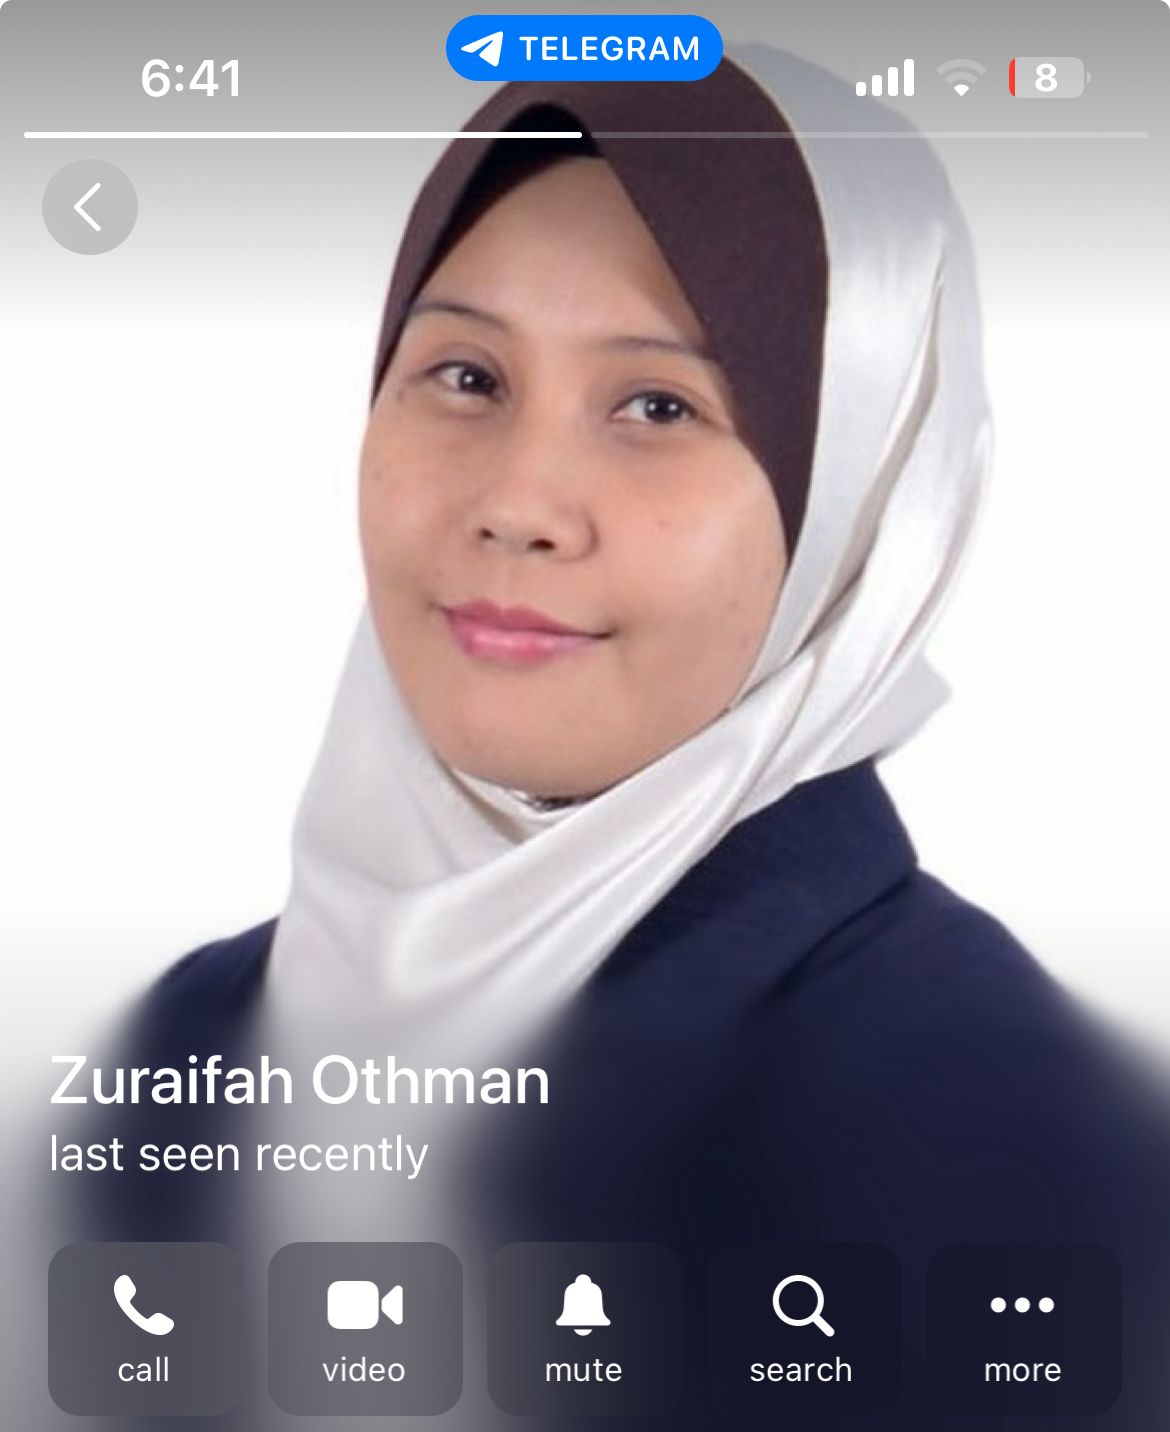 TELEGRAM
6:41
8
Zuraifah Othman
last seen recently
call
video
mute
search
more